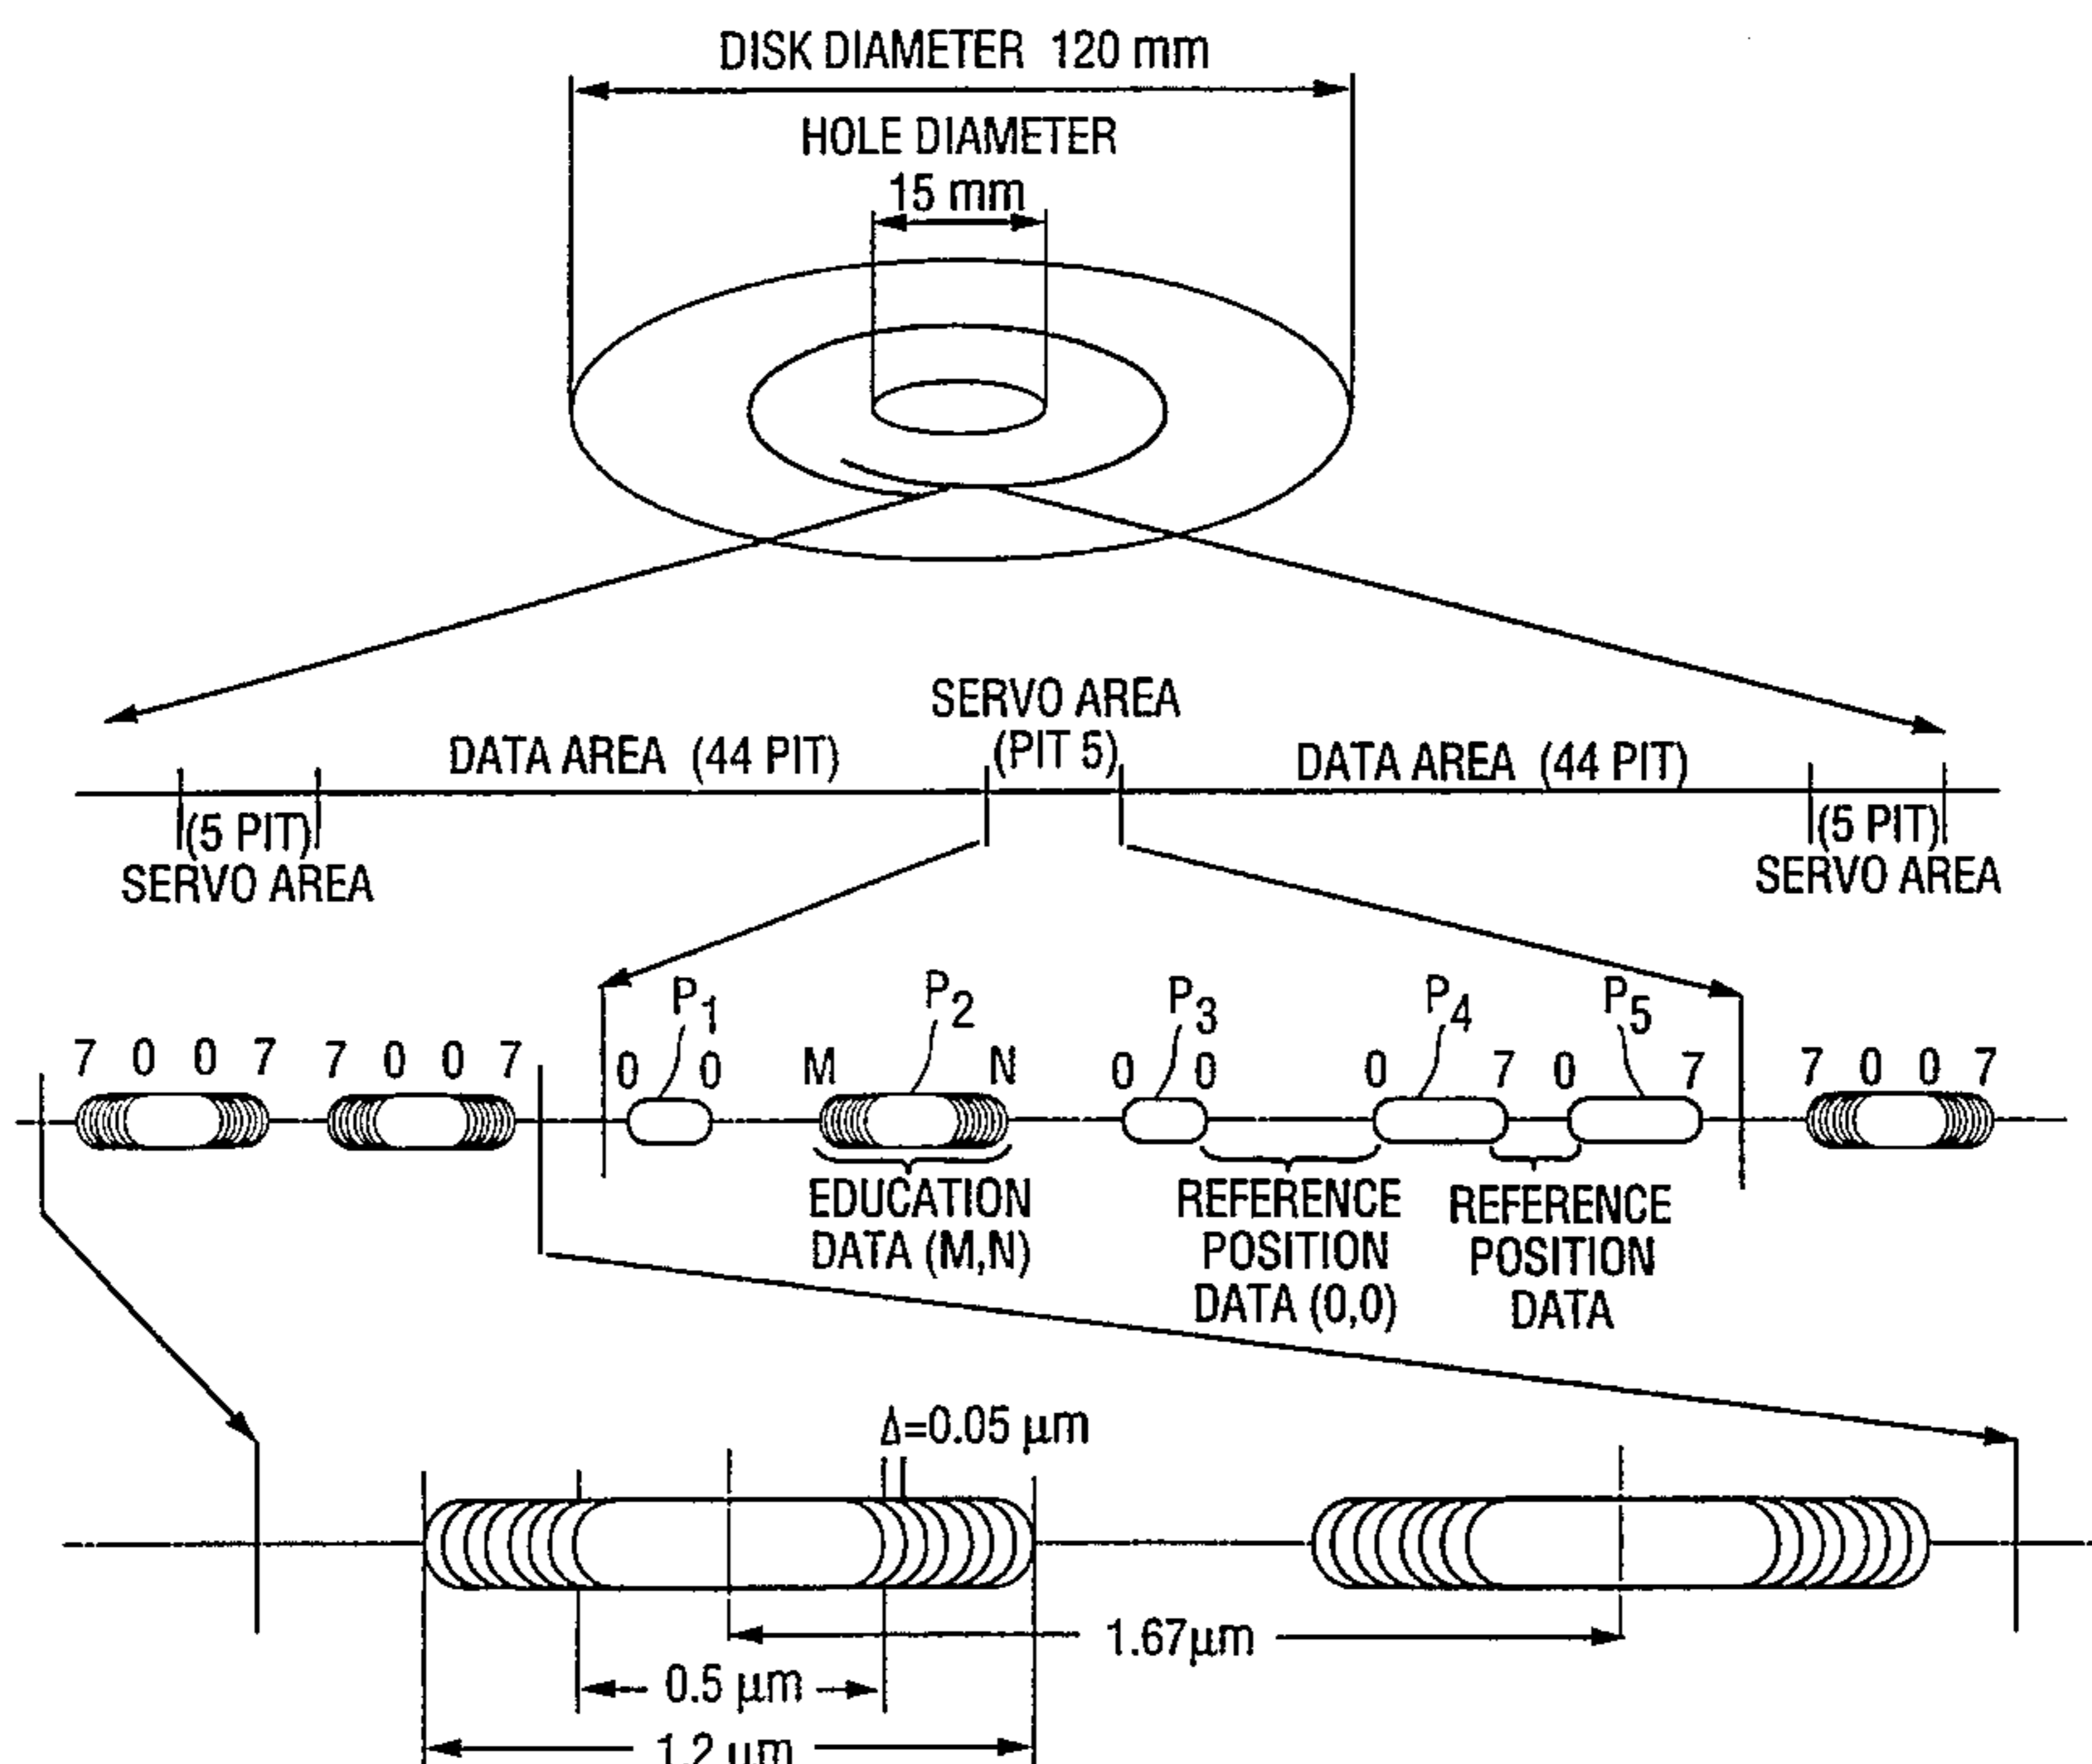 DISK DIAMETER 120 mm
HOLE DIAMETER
15 mm
SERVO AREA
(PIT 5)
DATA AREA (44 PIT)
DATA AREA (44 PIT)
(5 PIT)
SERVO AREA
(5 PIT)
SERVO AREA
P1
P2
P3
P4
P5
7 0 0 7 7 0 0 7 0 0 M N 0 0 0 7 0 7 7 0 0 7
EDUCATION
DATA (M,N)
REFERENCE
POSITION
DATA (0,0)
REFERENCE
POSITION
DATA
Δ=0.05 μm
1.67μm
0.5 μm
1.2 μm